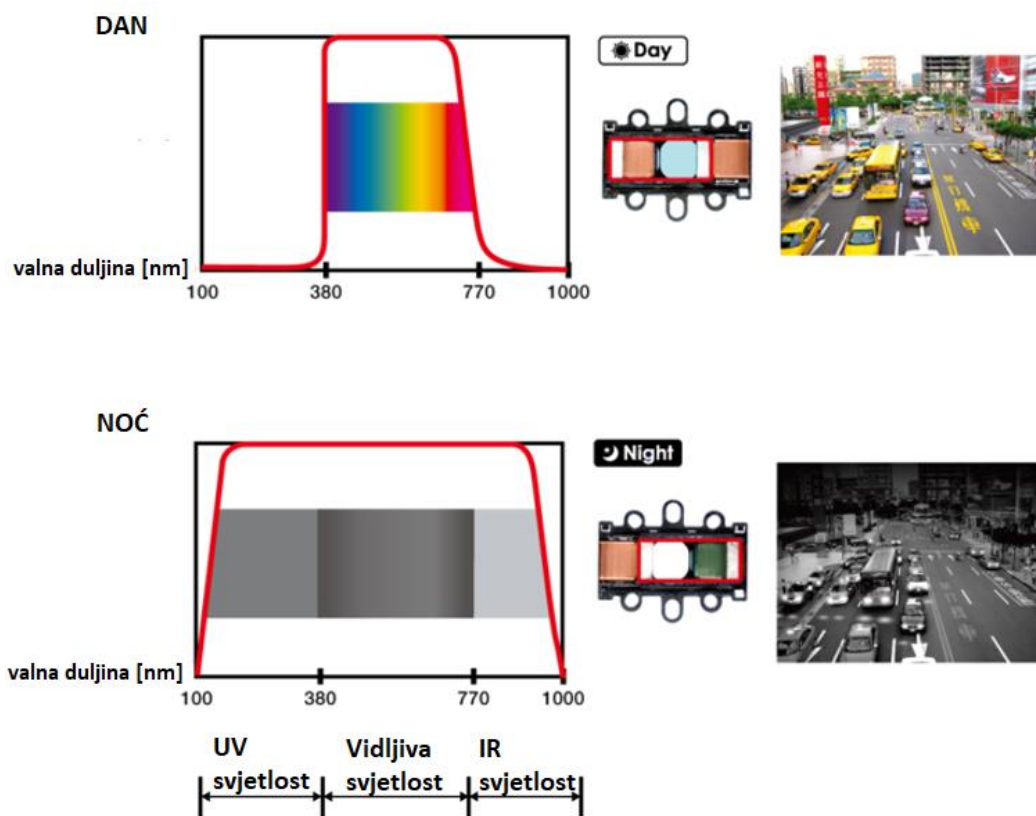 DAN
Day
valna duljina [nm]
100 380 770 1000
NOĆ
Night
valna duljina [nm]
100 380 770 1000
UV
svjetlost
Vidljiva
svjetlost
IR
svjetlost